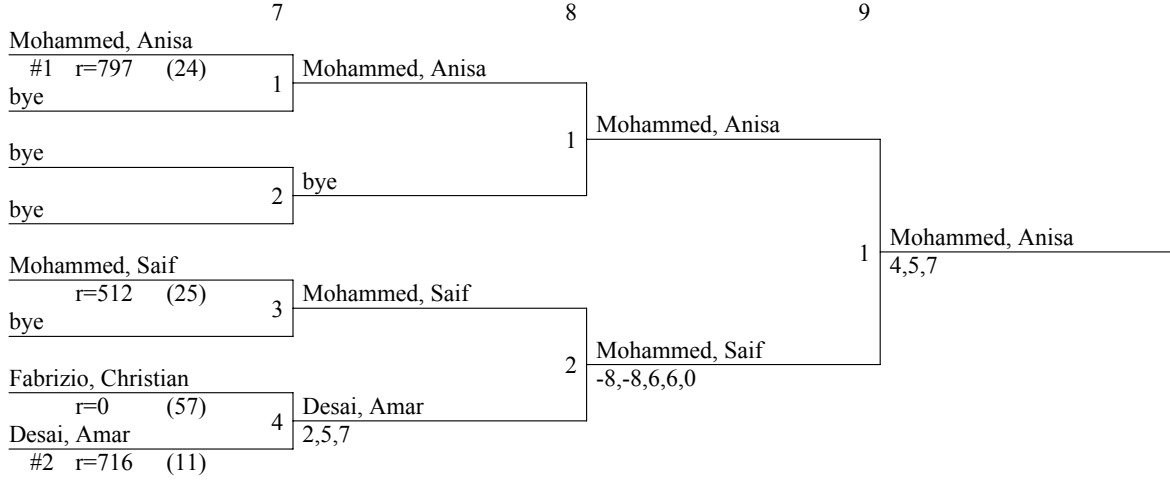 7 8 9
Mohammed, Anisa
#1 r=797 (24)
1 Mohammed, Anisa
bye
1 Mohammed, Anisa
bye
2 bye
bye
1 Mohammed, Anisa
4,5,7
Mohammed, Saif
r=512 (25)
3 Mohammed, Saif
bye
2 Mohammed, Saif
-8,-8,6,6,0
Fabrizio, Christian
r=0 (57)
4 Desai, Amar
2,5,7
Desai, Amar
#2 r=716 (11)